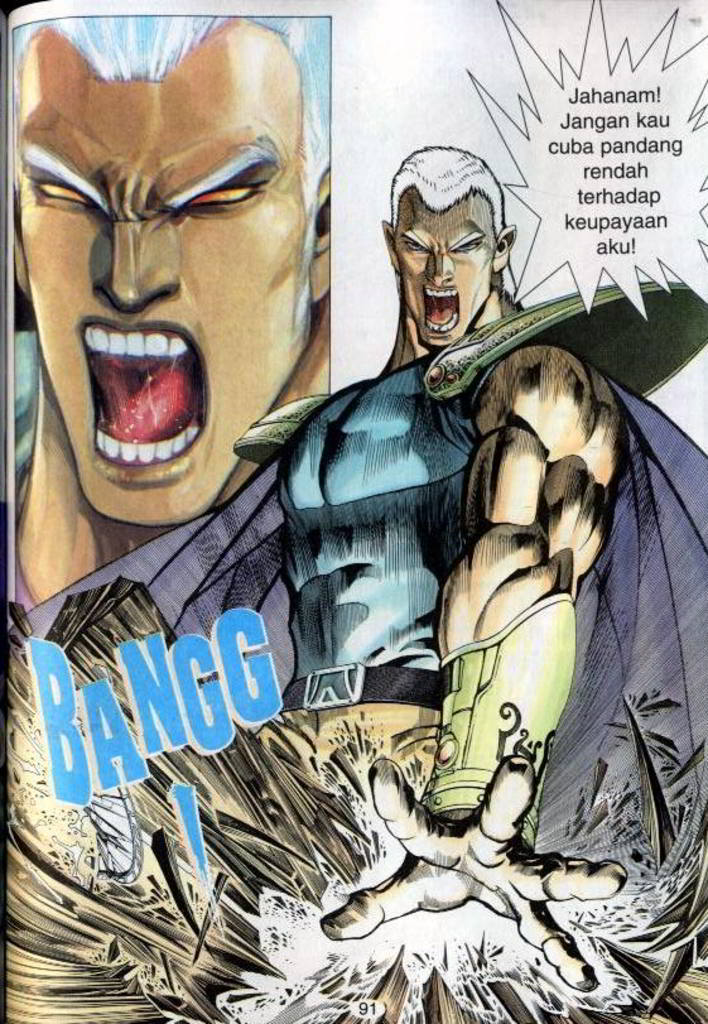 Jahanam!
Jangan kau
cuba pandang
rendah
terhadap
keupayaan
aku!
BANGG
!
91